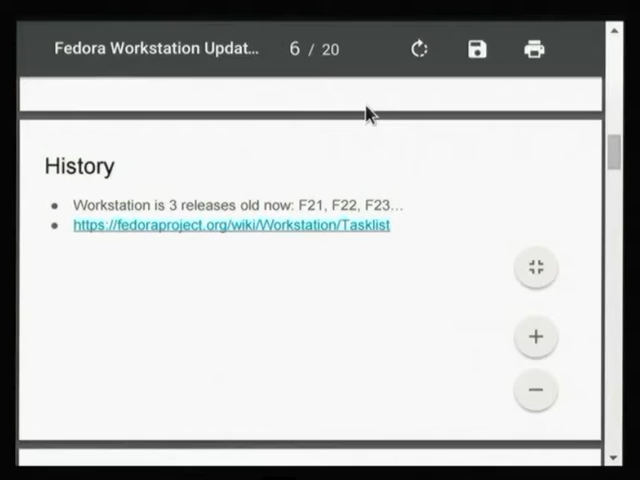 Fedora Workstation Updat... 6 / 20
History
Workstation is 3 releases old now: F21, F22, F23...
https://fedoraproject.org/wiki/Workstation/Tasklist